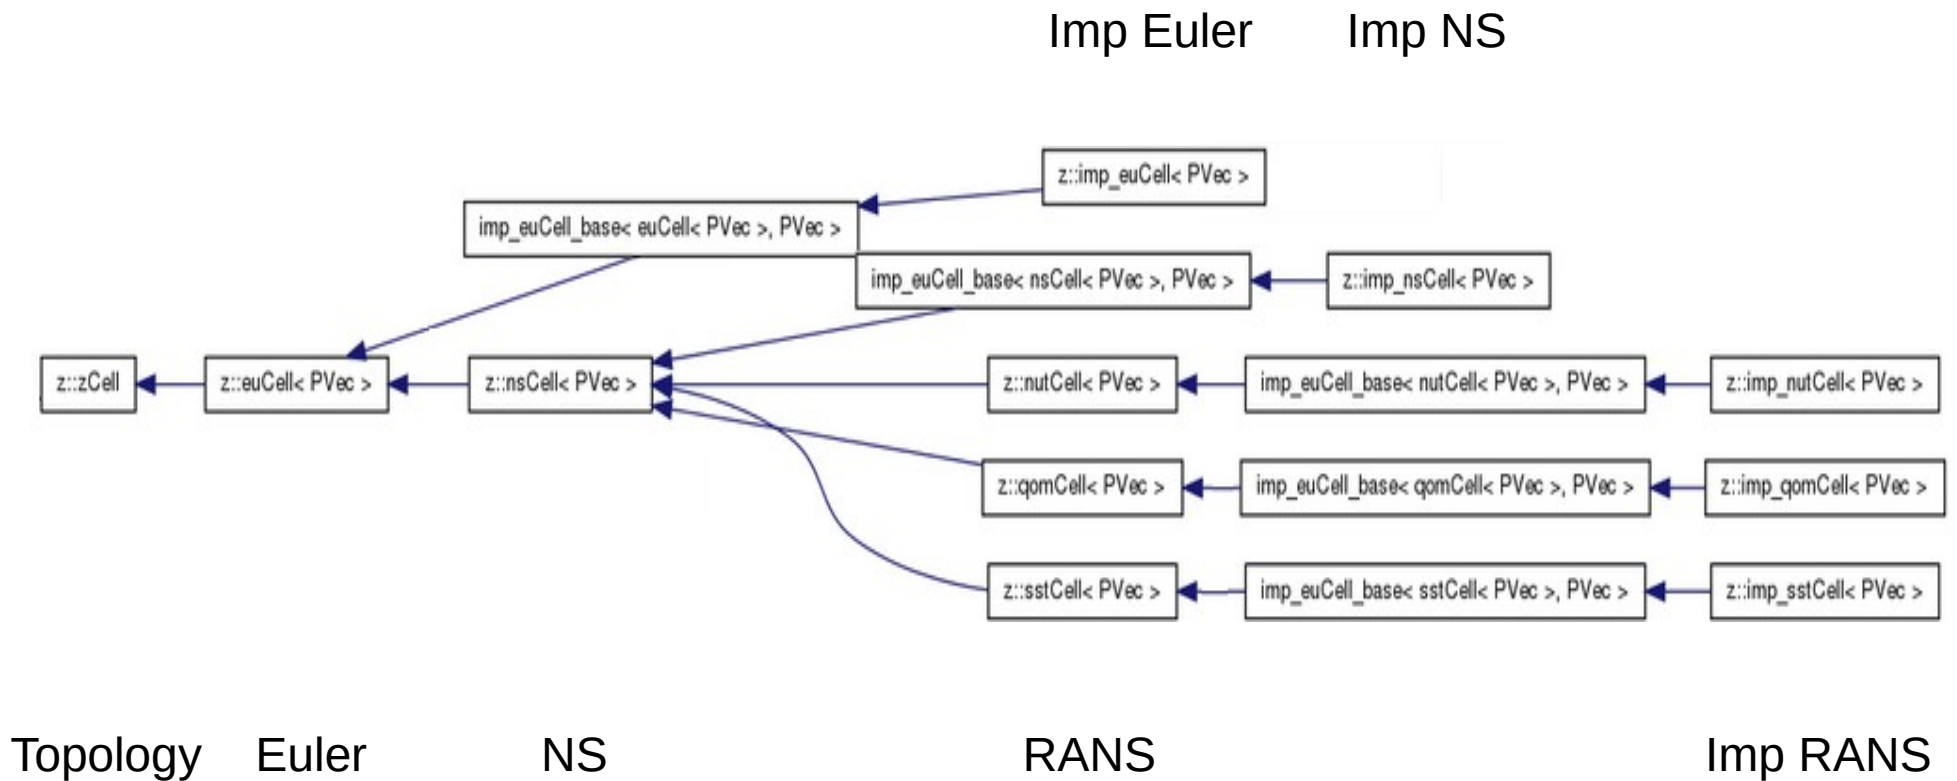 Imp Euler Imp NS
z::imp_euCell< PVec >
imp_euCell_base< euCell< PVec >, PVec >
imp_euCell_base< nsCell< PVec >, PVec > z::imp_nsCell< PVec >
z::zCell z::euCell< PVec > z::nsCell< PVec > z::nutCell< PVec > imp_euCell_base< nutCell< PVec >, PVec > z::imp_nutCell< PVec >
z::qomCell< PVec > imp_euCell_base< qomCell< PVec >, PVec > z::imp_qomCell< PVec >
z::sstCell< PVec > imp_euCell_base< sstCell< PVec >, PVec > z::imp_sstCell< PVec >
Topology Euler NS RANS Imp RANS